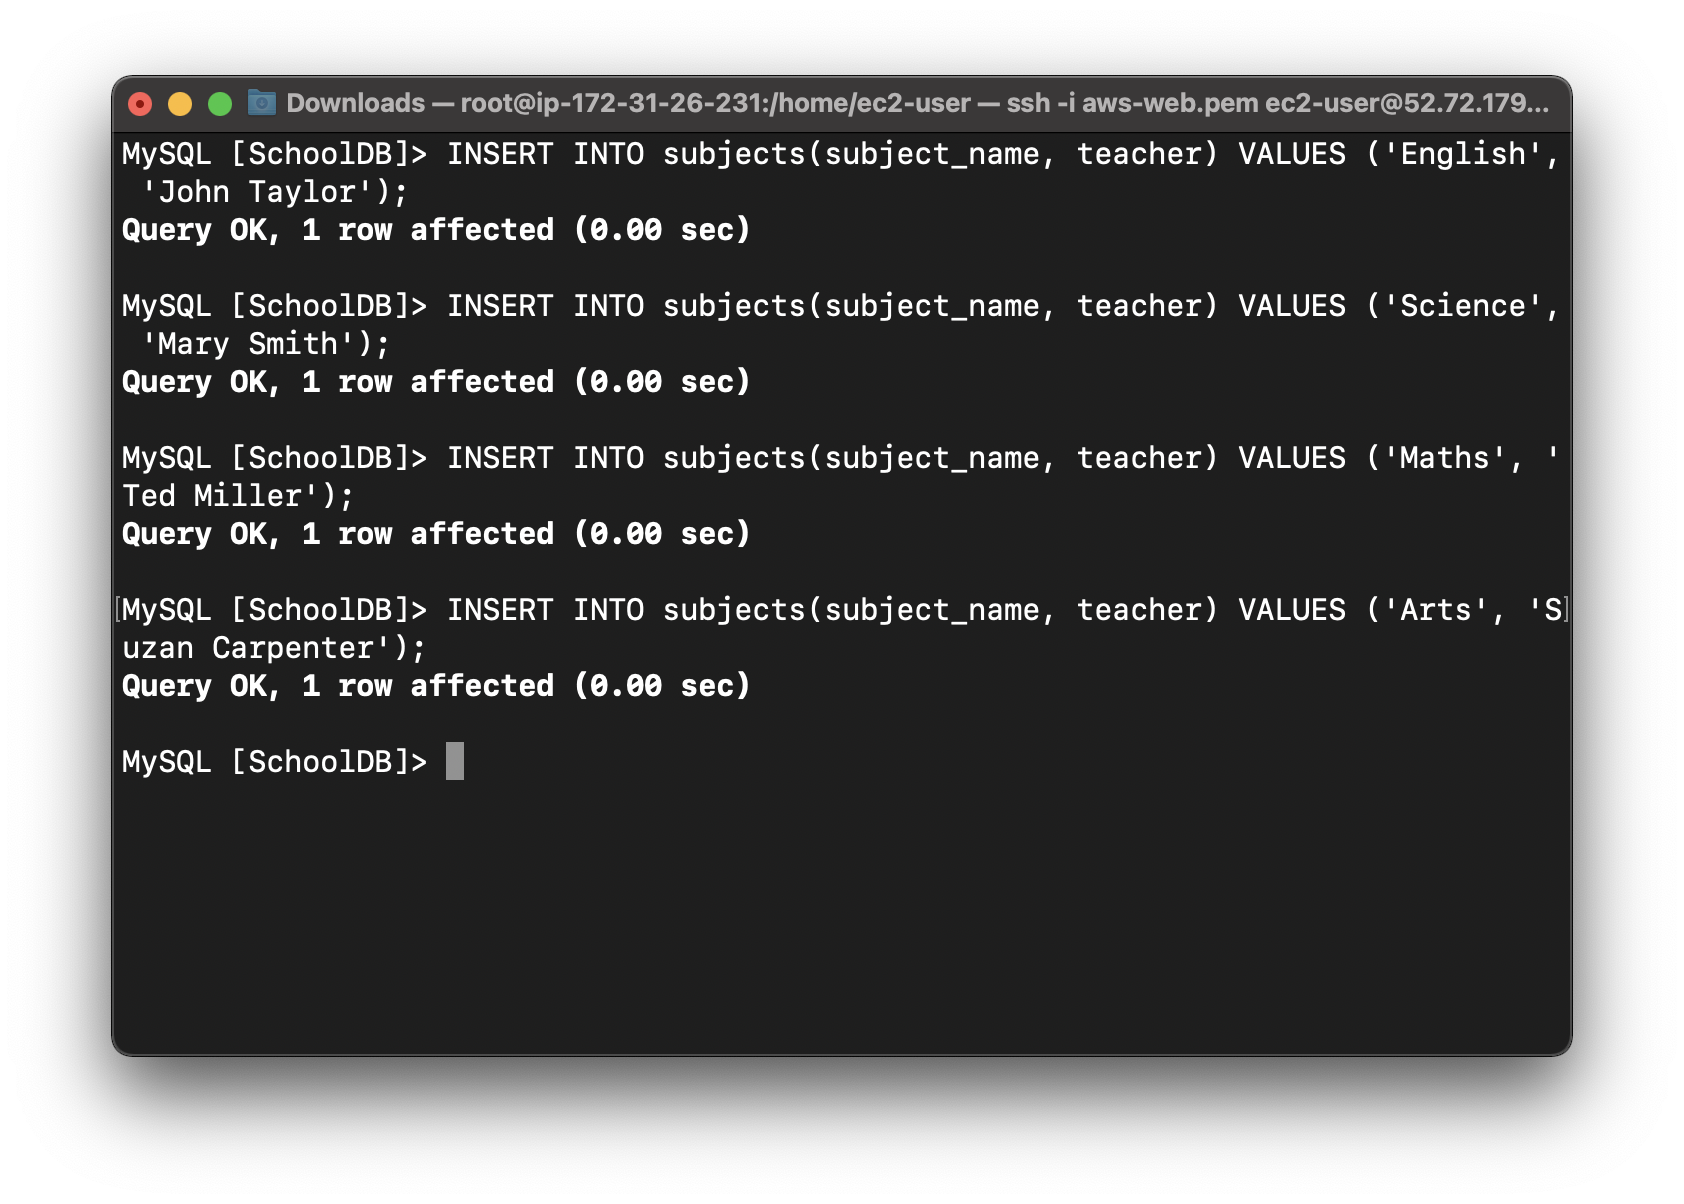 Downloads — root@ip-172-31-26-231:/home/ec2-user — ssh -i aws-web.pem ec2-user@52.72.179...
MySQL [SchoolDB]> INSERT INTO subjects(subject_name, teacher) VALUES ('English',
 'John Taylor');
Query OK, 1 row affected (0.00 sec)
MySQL [SchoolDB]> INSERT INTO subjects(subject_name, teacher) VALUES ('Science',
 'Mary Smith');
Query OK, 1 row affected (0.00 sec)
MySQL [SchoolDB]> INSERT INTO subjects(subject_name, teacher) VALUES ('Maths', '
Ted Miller');
Query OK, 1 row affected (0.00 sec)
[MySQL [SchoolDB]> INSERT INTO subjects(subject_name, teacher) VALUES ('Arts', 'S]
uzan Carpenter');
Query OK, 1 row affected (0.00 sec)
MySQL [SchoolDB]>